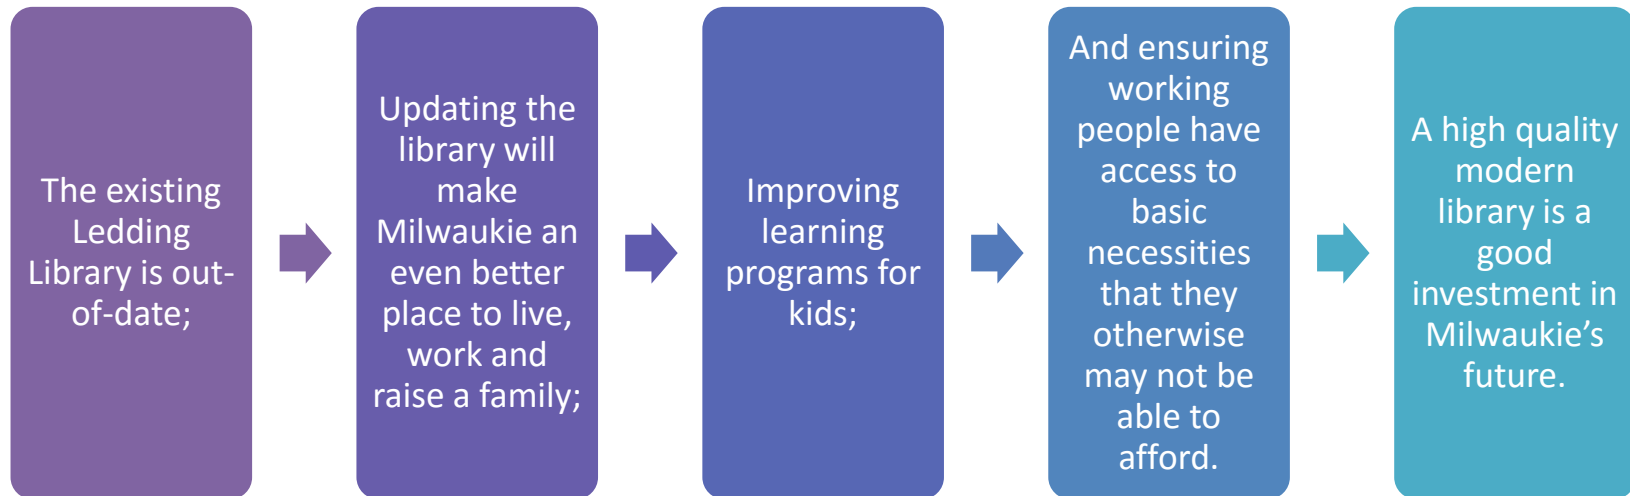 The existing
Ledding
Library is out-
of-date;
Updating the
library will
make
Milwaukie an
even better
place to live,
work and
raise a family;
Improving
learning
programs for
kids;
And ensuring
working
people have
access to
basic
necessities
that they
otherwise
may not be
able to
afford.
A high quality
modern
library is a
good
investment in
Milwaukie’s
future.